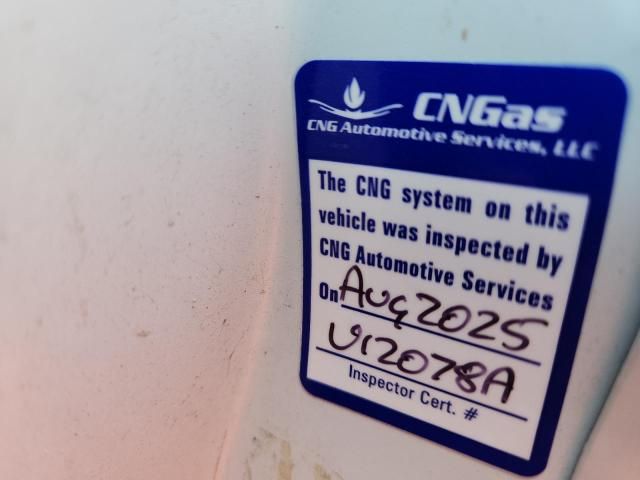 CNGas
CNG Automotive Services, LLC
The CNG system on this
vehicle was inspected by
CNG Automotive Services
On Aug 2025
V12078A
Inspector Cert. #